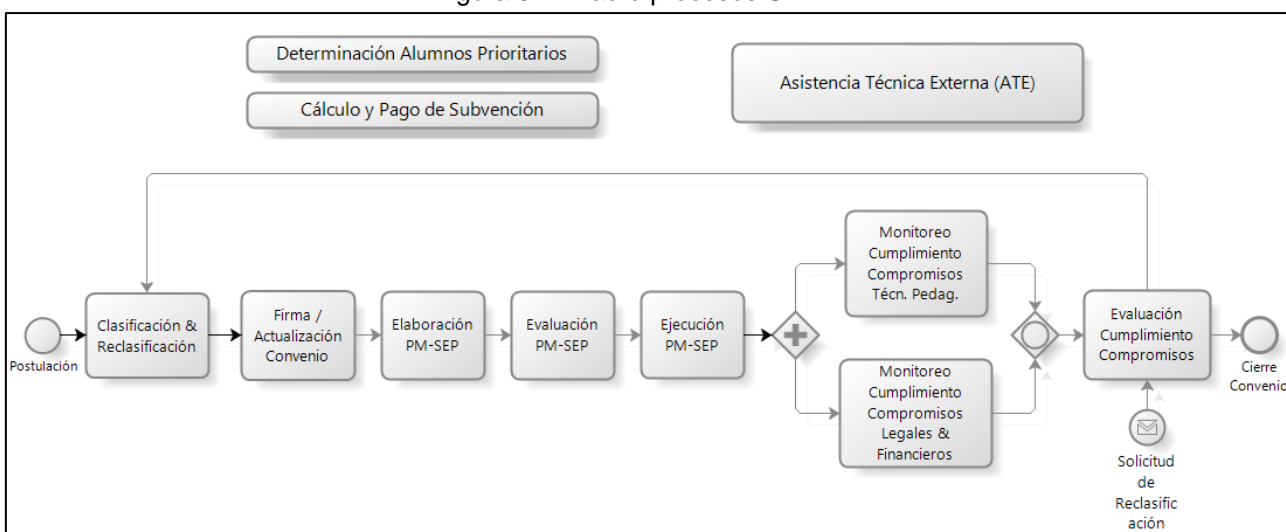 Determinación Alumnos Prioritarios
Cálculo y Pago de Subvención
Asistencia Técnica Externa (ATE)
Postulación
Clasificación &
Reclasificación
Firma /
Actualización
Convenio
Elaboración
PM-SEP
Evaluación
PM-SEP
Ejecución
PM-SEP
Monitoreo
Cumplimiento
Compromisos
Técn. Pedag.
Monitoreo
Cumplimiento
Compromisos
Legales &
Financieros
Evaluación
Cumplimiento
Compromisos
Cierre
Convenio
Solicitud
de
Reclasific
ación